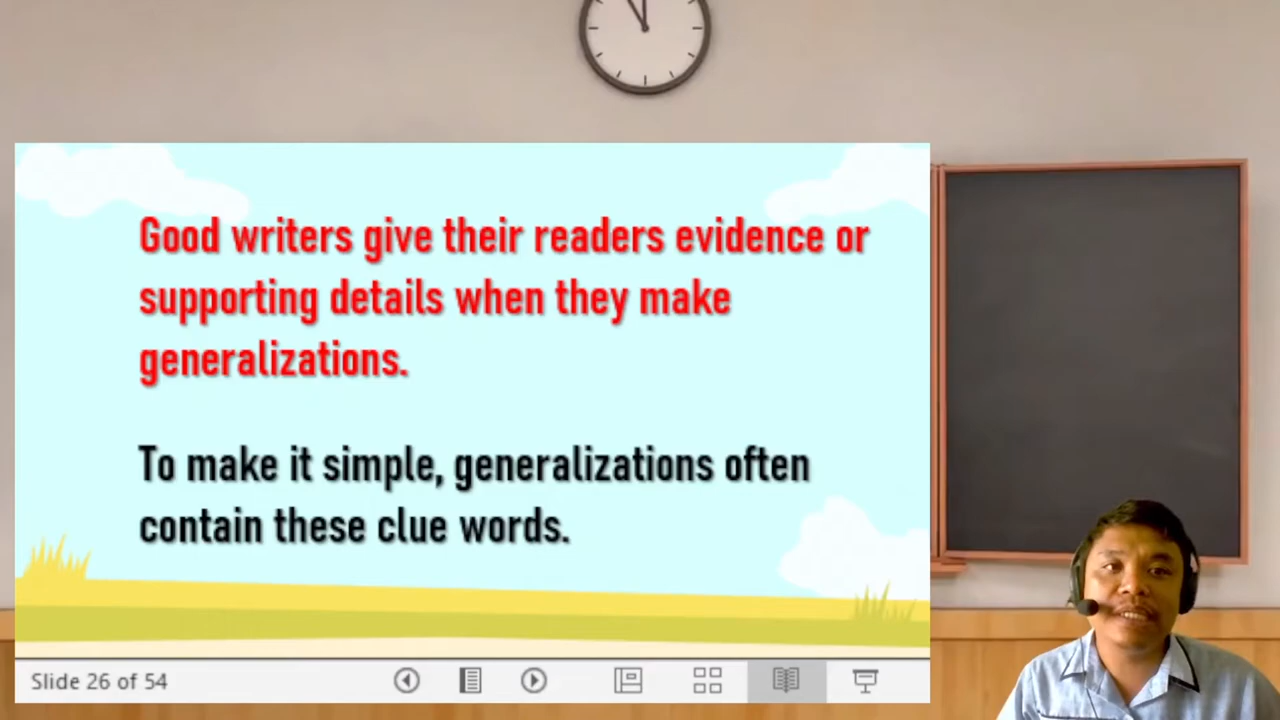 Good writers give their readers evidence or
supporting details when they make
generalizations.
To make it simple, generalizations often
contain these clue words.
Slide 26 of 54